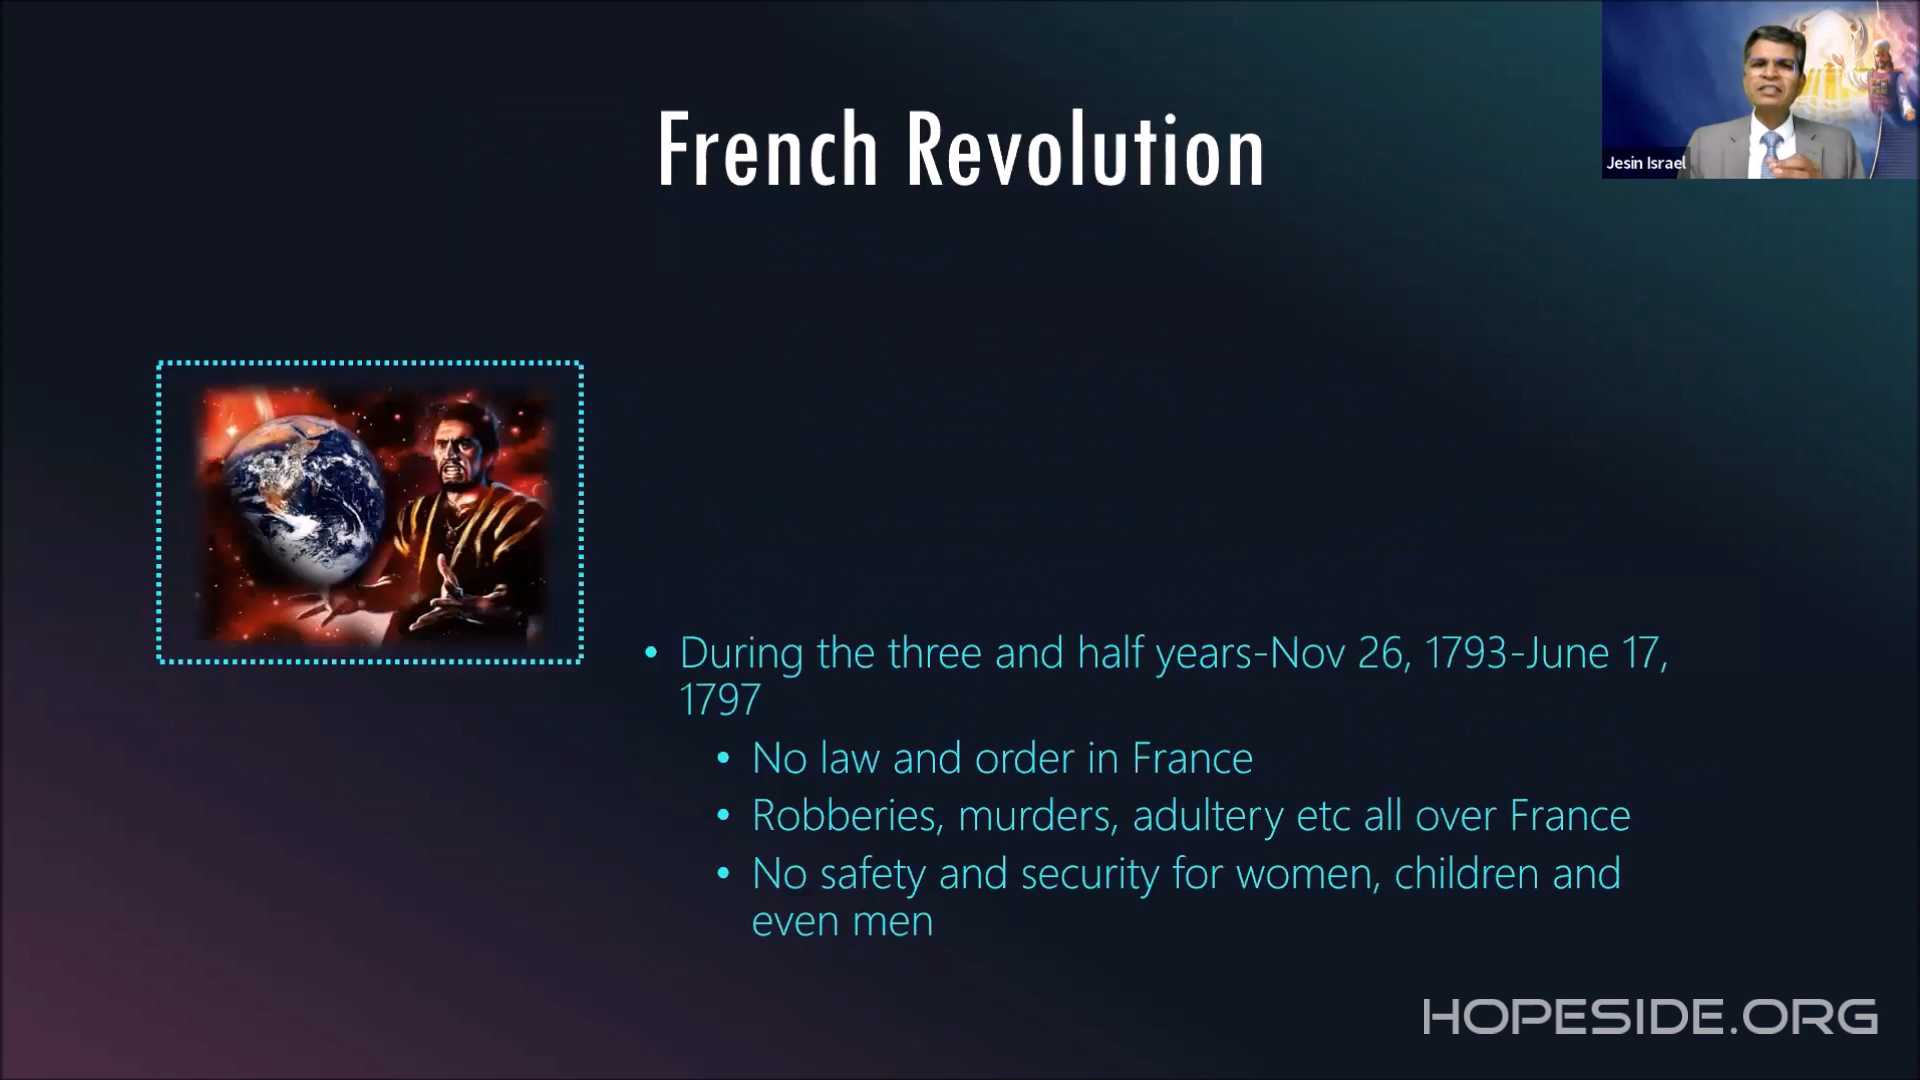 French Revolution
Jesin Israel
• During the three and half years-Nov 26, 1793-June 17,
1797
• No law and order in France
• Robberies, murders, adultery etc all over France
• No safety and security for women, children and
even men
HOPESIDE.ORG